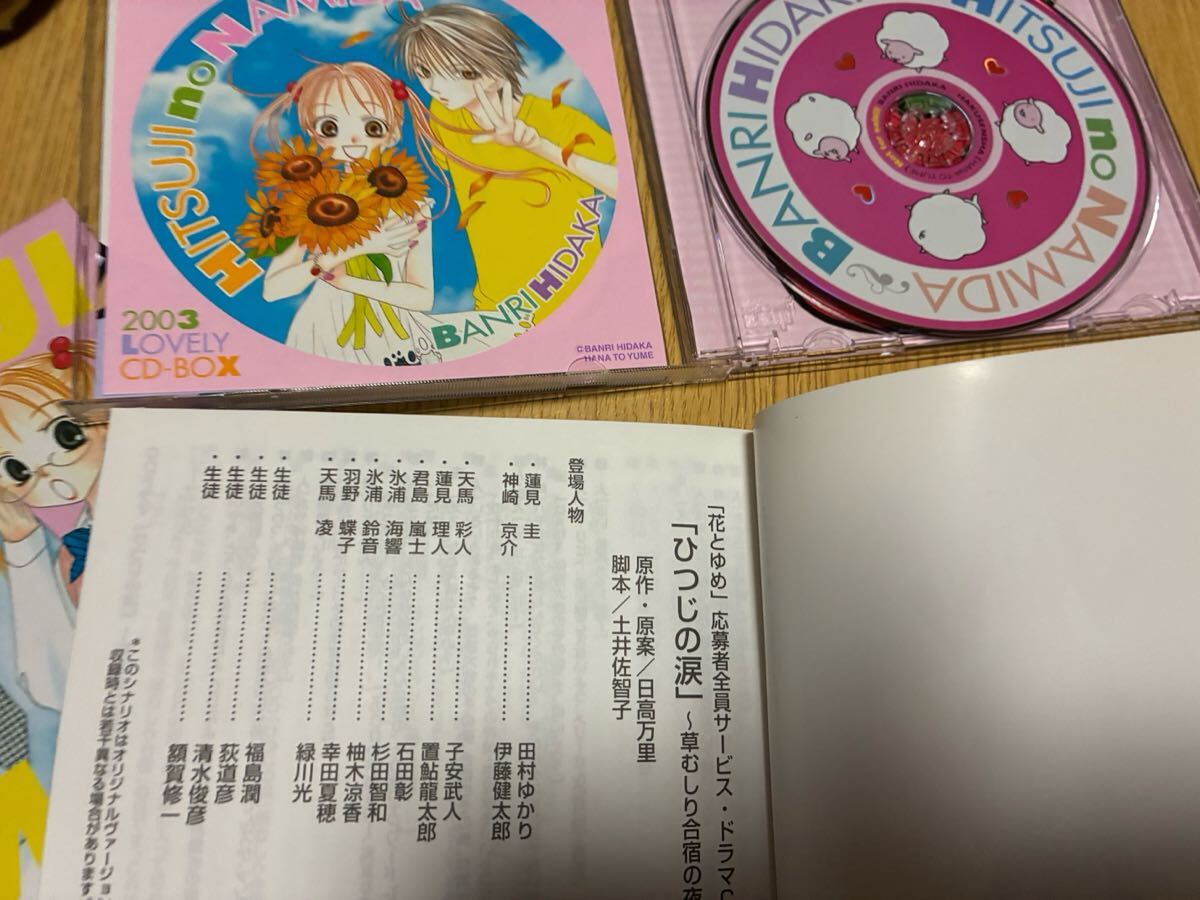 HITSUJI no NAMIDA
BANRI HIDAKA
2003
LOVELY
CD-BOX
©BANRI HIDAKA
HANA TO YUME
BANRI HIDAKA
HITSUJI no NAMIDA
「花とゆめ」応募者全員サービス・ドラマC
「ひつじの涙」～草むしり合宿の夜
原作・原案／日高万里
脚本／土井佐智子
登場人物
・蓮見 圭………………田村ゆかり
・神崎 京介………………伊藤健太郎
・天馬 彩人………………子安武人
・蓮見 理人………………置鮎龍太郎
・君島 嵐士………………石田彰
・氷浦 海響………………杉田智和
・氷浦 鈴音………………柚木涼香
・羽野 蝶子………………幸田夏穂
・天馬 凌………………緑川光
・生徒………………福島潤
・生徒………………荻道彦
・生徒………………清水俊彦
・生徒………………額賀修一
＊このシナリオはオリジナルヴァージョン
収録時とは若干異なる場合があります